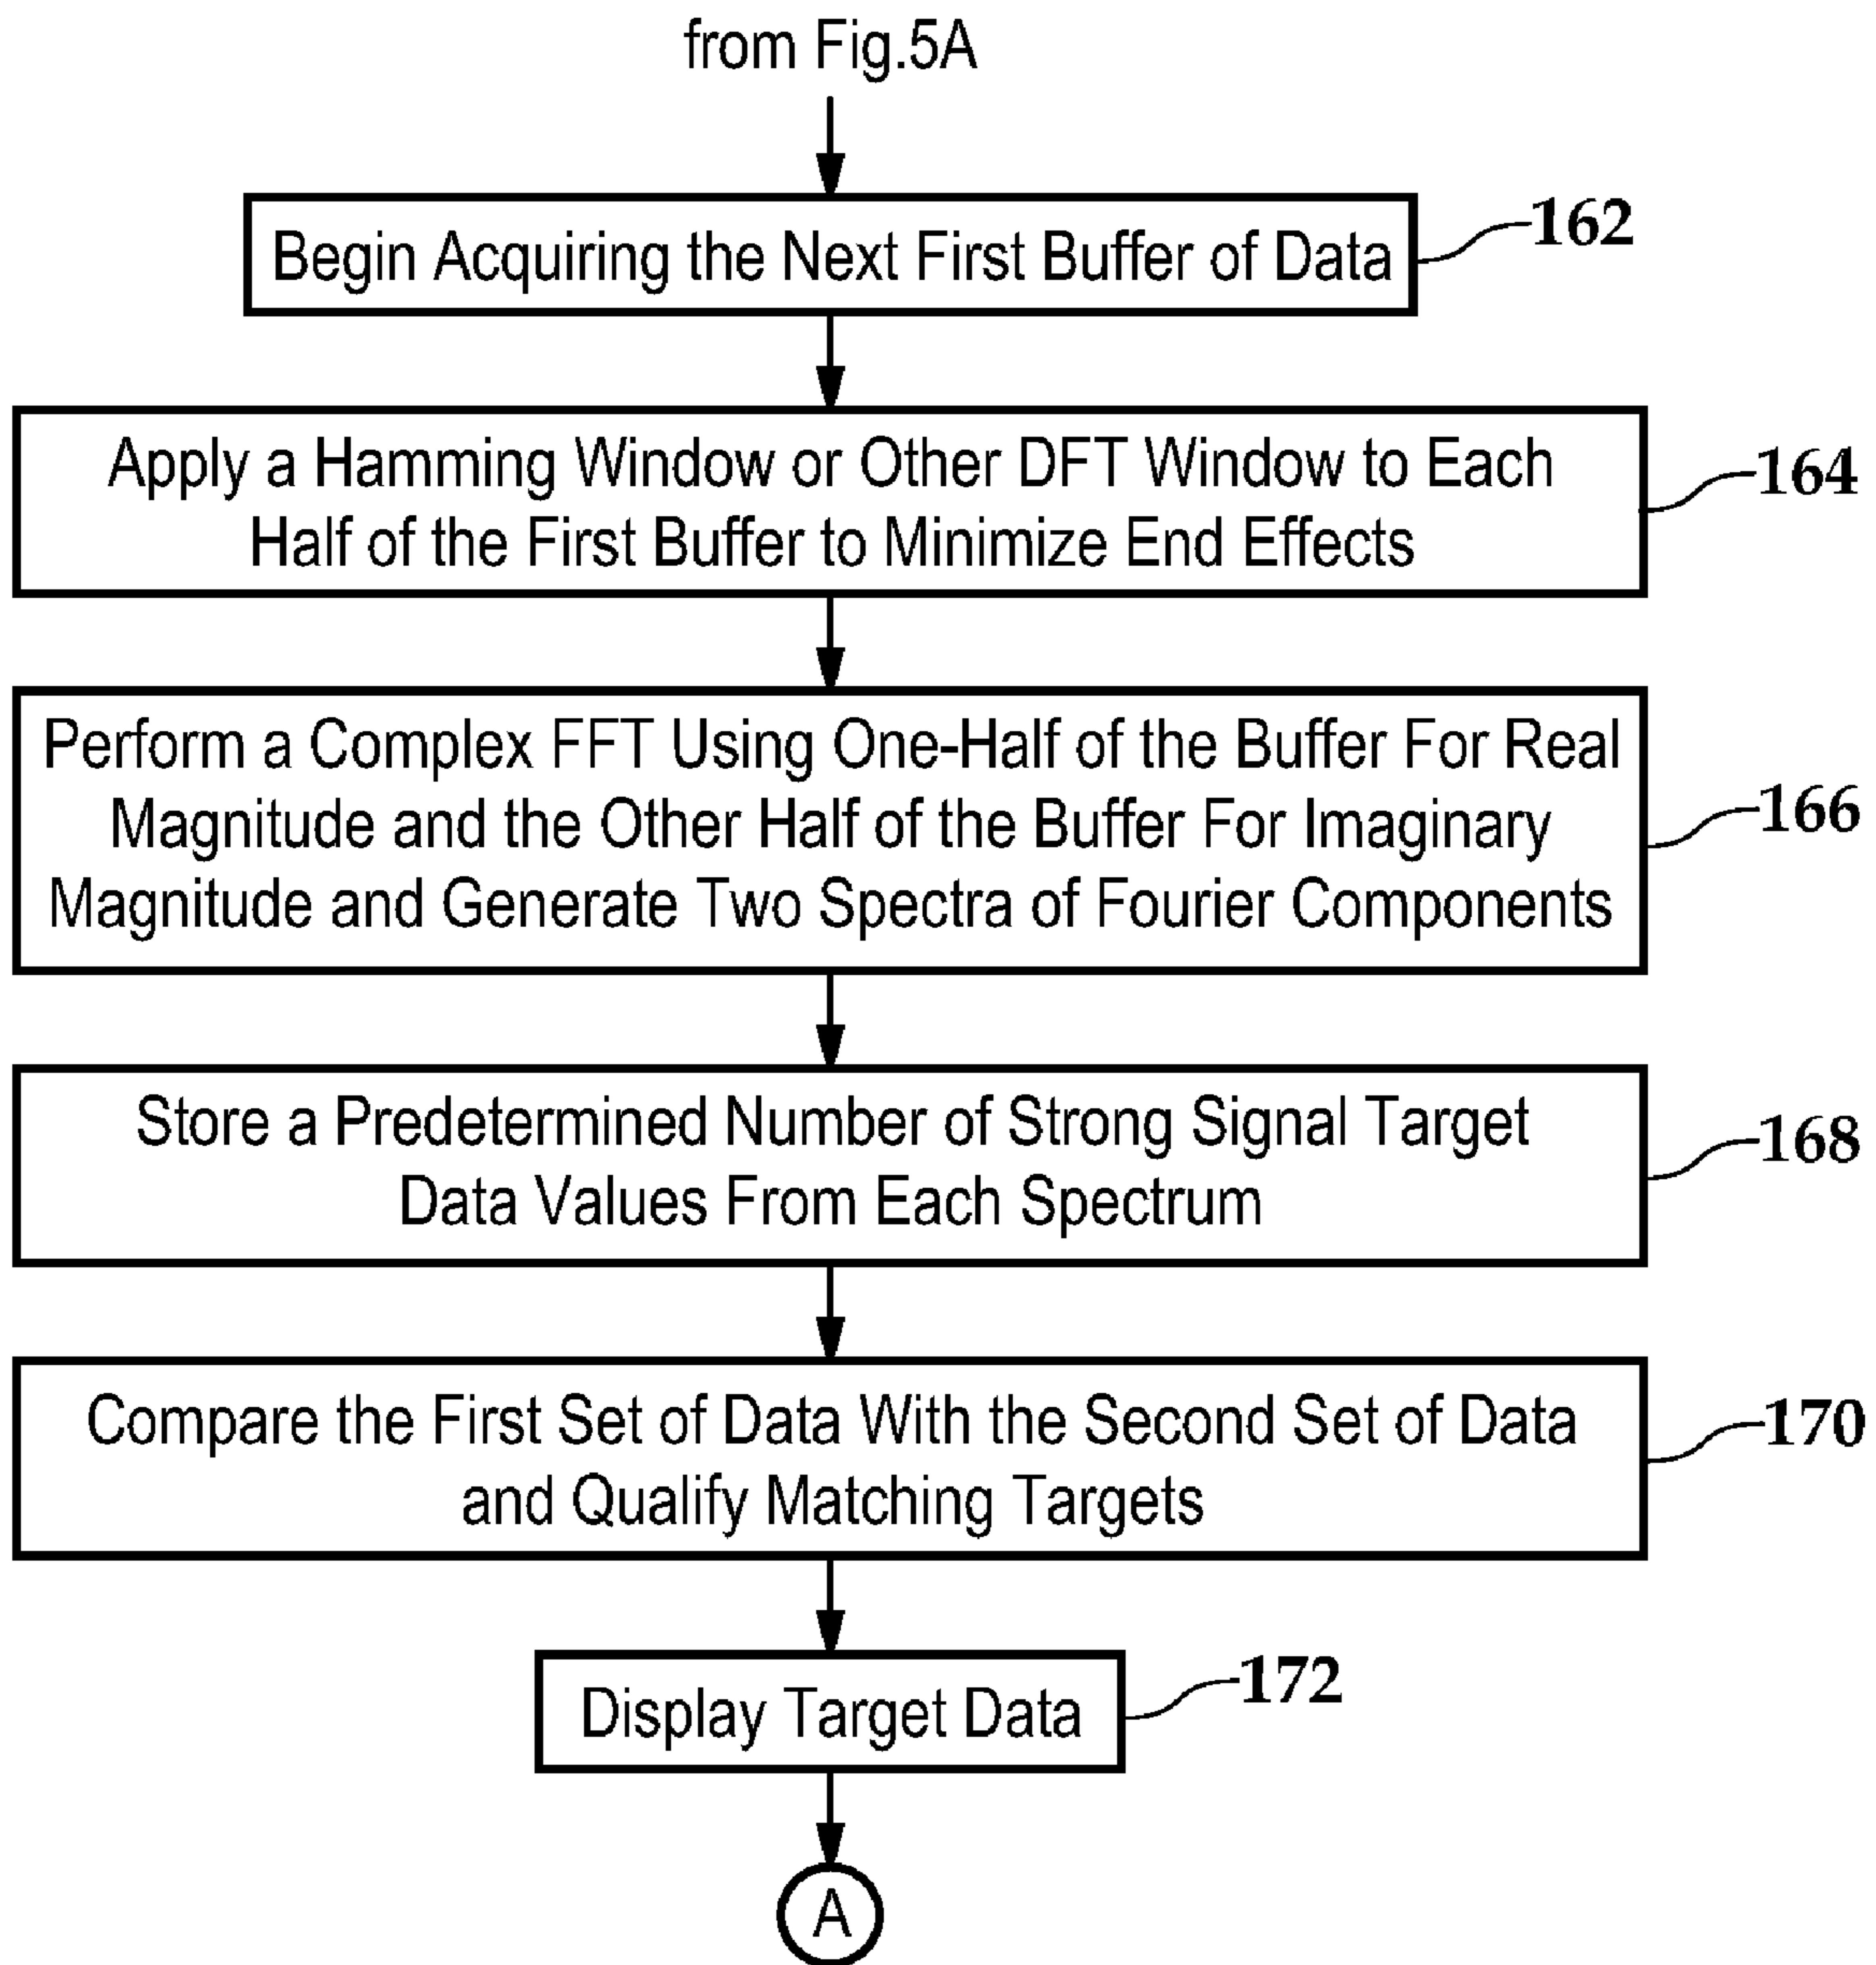 from Fig.5A
Begin Acquiring the Next First Buffer of Data
162
Apply a Hamming Window or Other DFT Window to Each
Half of the First Buffer to Minimize End Effects
164
Perform a Complex FFT Using One-Half of the Buffer For Real
Magnitude and the Other Half of the Buffer For Imaginary
Magnitude and Generate Two Spectra of Fourier Components
166
Store a Predetermined Number of Strong Signal Target
Data Values From Each Spectrum
168
Compare the First Set of Data With the Second Set of Data
and Qualify Matching Targets
170
Display Target Data
172
A